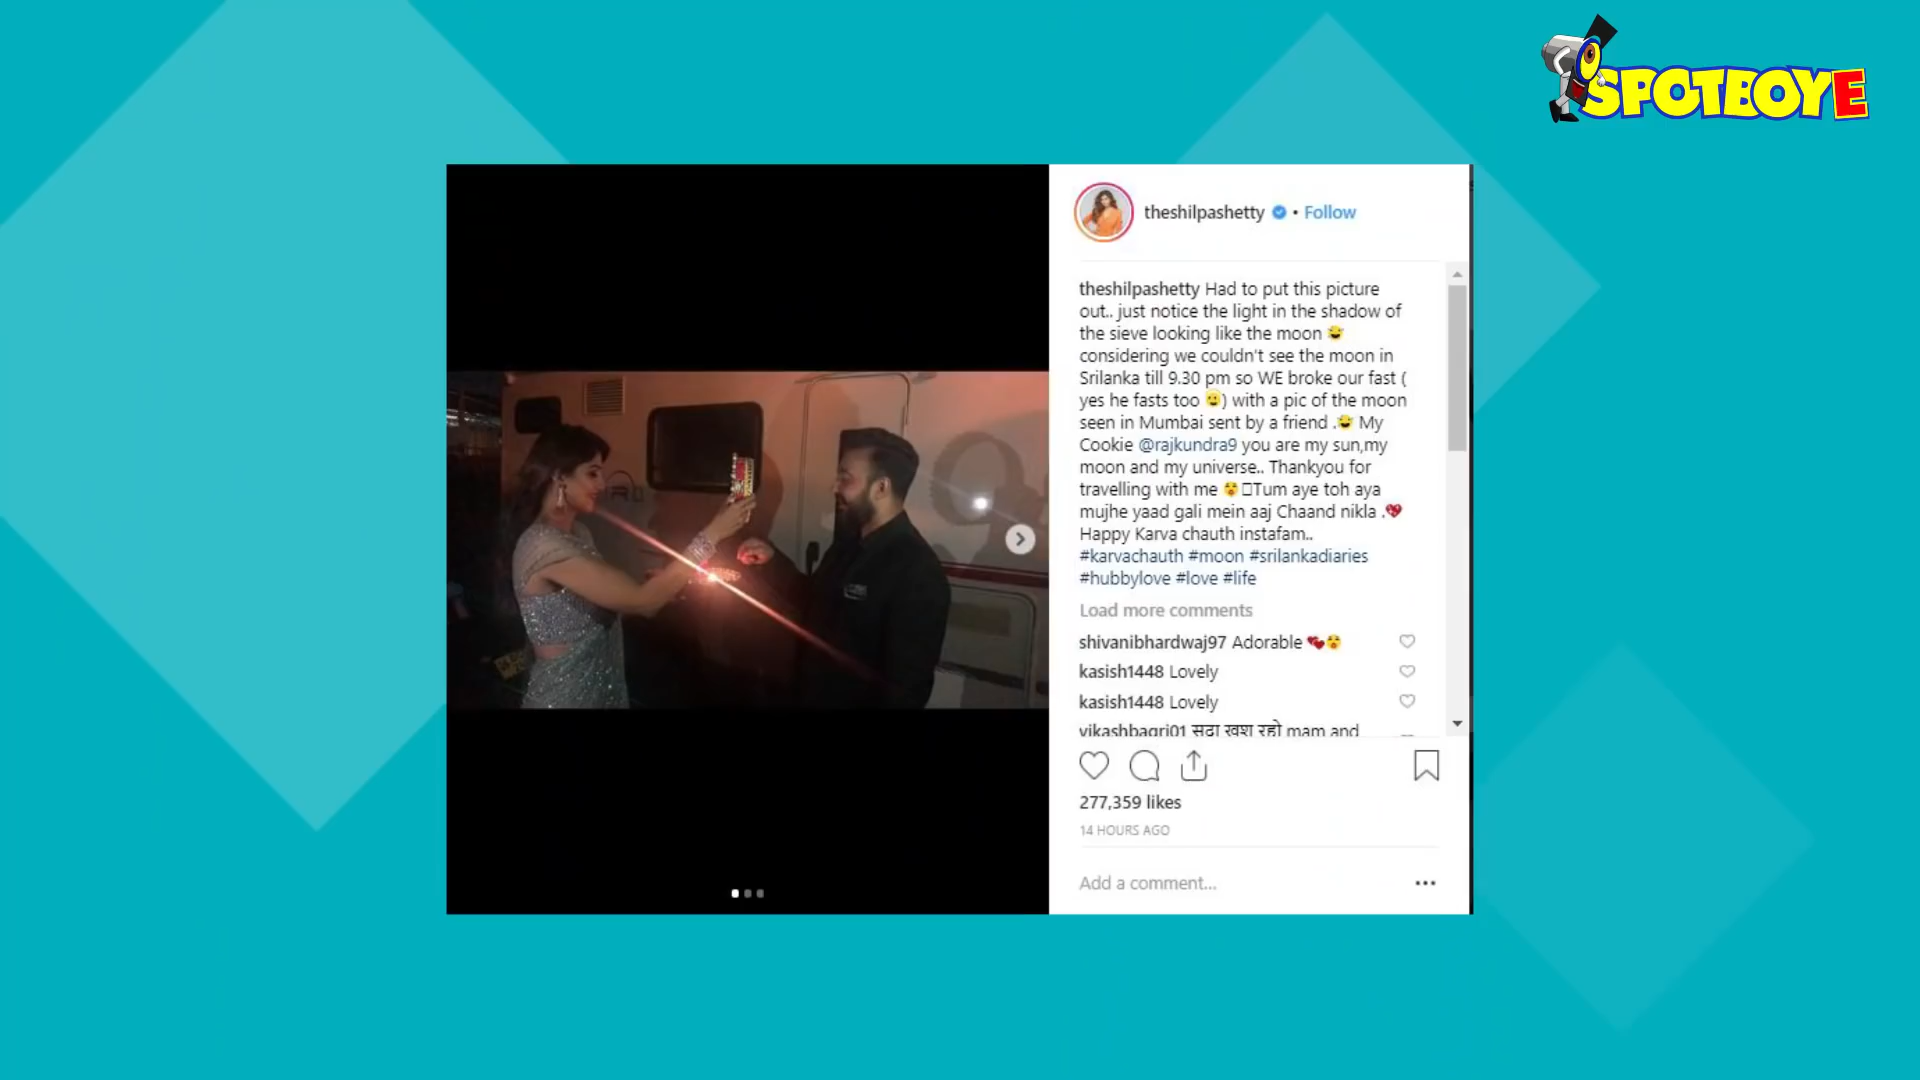 SPOTBOYE
theshilpashetty • Follow
theshilpashetty Had to put this picture
out.. just notice the light in the shadow of
the sieve looking like the moon 😅
considering we couldn't see the moon in
Srilanka till 9.30 pm so WE broke our fast (
yes he fasts too 🙂) with a pic of the moon
seen in Mumbai sent by a friend .😅 My
Cookie @rajkundra9 you are my sun,my
moon and my universe.. Thankyou for
travelling with me 😘 Tum aye toh aya
mujhe yaad gali mein aaj Chaand nikla .💖
Happy Karva chauth instafam..
#karvachauth #moon #srilankadiaries
#hubbylove #love #life
Load more comments
shivanibhardwaj97 Adorable 💕😘
kasish1448 Lovely
kasish1448 Lovely
vikashbagri01 सदा खुश रहो mam and
277,359 likes
14 HOURS AGO
Add a comment...